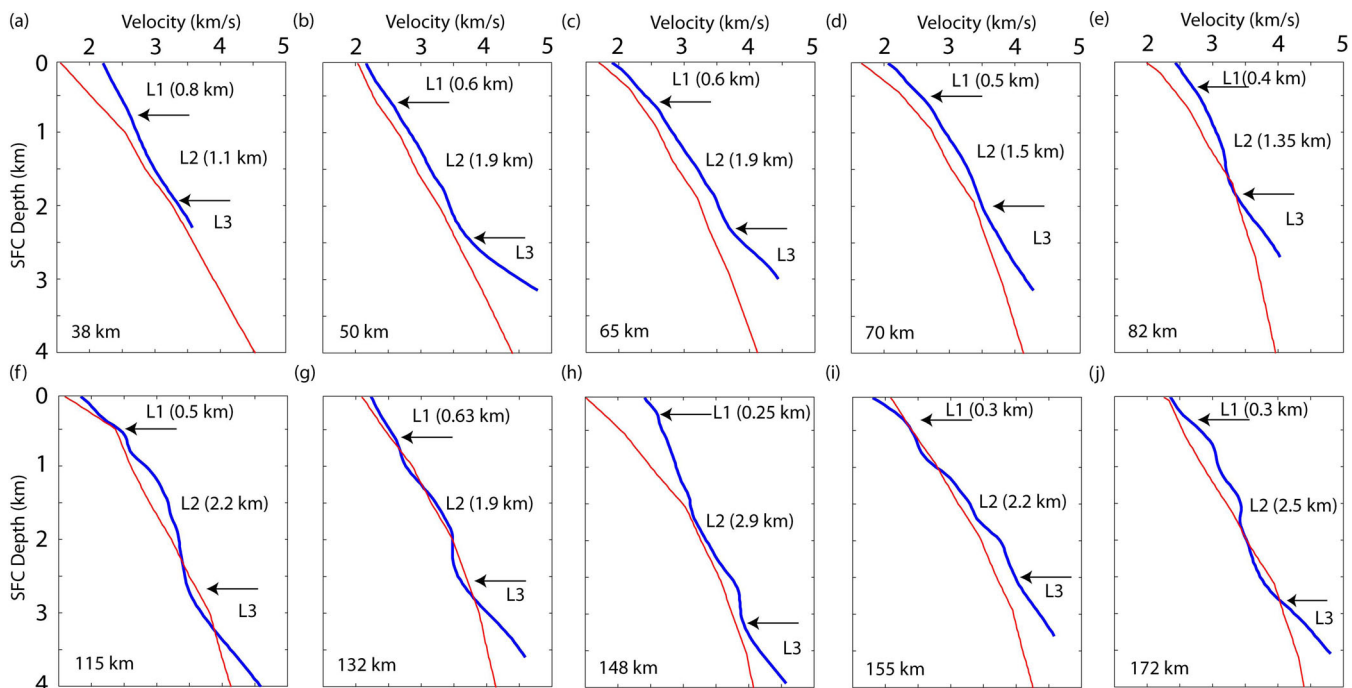 (a) Velocity (km/s)
2 3 4 5
(b) Velocity (km/s)
2 3 4 5
(c) Velocity (km/s)
2 3 4 5
(d) Velocity (km/s)
2 3 4 5
(e) Velocity (km/s)
2 3 4 5
SFC Depth (km)
0
1
2
3
4
L1 (0.8 km)
L2 (1.1 km)
L3
38 km
L1 (0.6 km)
L2 (1.9 km)
L3
50 km
L1 (0.6 km)
L2 (1.9 km)
L3
65 km
L1 (0.5 km)
L2 (1.5 km)
L3
70 km
L1(0.4 km)
L2 (1.35 km)
L3
82 km
(f)
SFC Depth (km)
0
1
2
3
4
L1 (0.5 km)
L2 (2.2 km)
L3
115 km
(g)
L1 (0.63 km)
L2 (1.9 km)
L3
132 km
(h)
L1 (0.25 km)
L2 (2.9 km)
L3
148 km
(i)
L1 (0.3 km)
L2 (2.2 km)
L3
155 km
(j)
L1 (0.3 km)
L2 (2.5 km)
L3
172 km